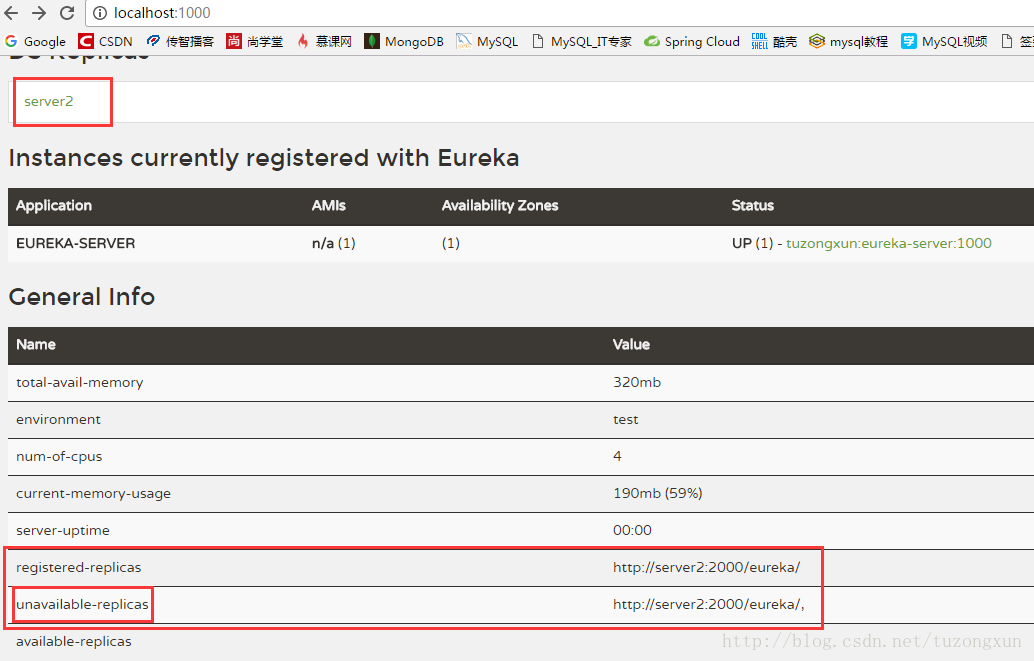 localhost:1000
Google CSDN 传智播客 尚 尚学堂 慕课网 MongoDB MySQL MySQL_IT专家 Spring Cloud COOL SHELL 酷壳 mysql教程 MySQL视频
DS Replicas
server2
Instances currently registered with Eureka
Application AMIs Availability Zones Status
EUREKA-SERVER n/a (1) (1) UP (1) - tuzongxun:eureka-server:1000
General Info
Name Value
total-avail-memory 320mb
environment test
num-of-cpus 4
current-memory-usage 190mb (59%)
server-uptime 00:00
registered-replicas http://server2:2000/eureka/
unavailable-replicas http://server2:2000/eureka/,
available-replicas
http://blog.csdn.net/tuzongxun